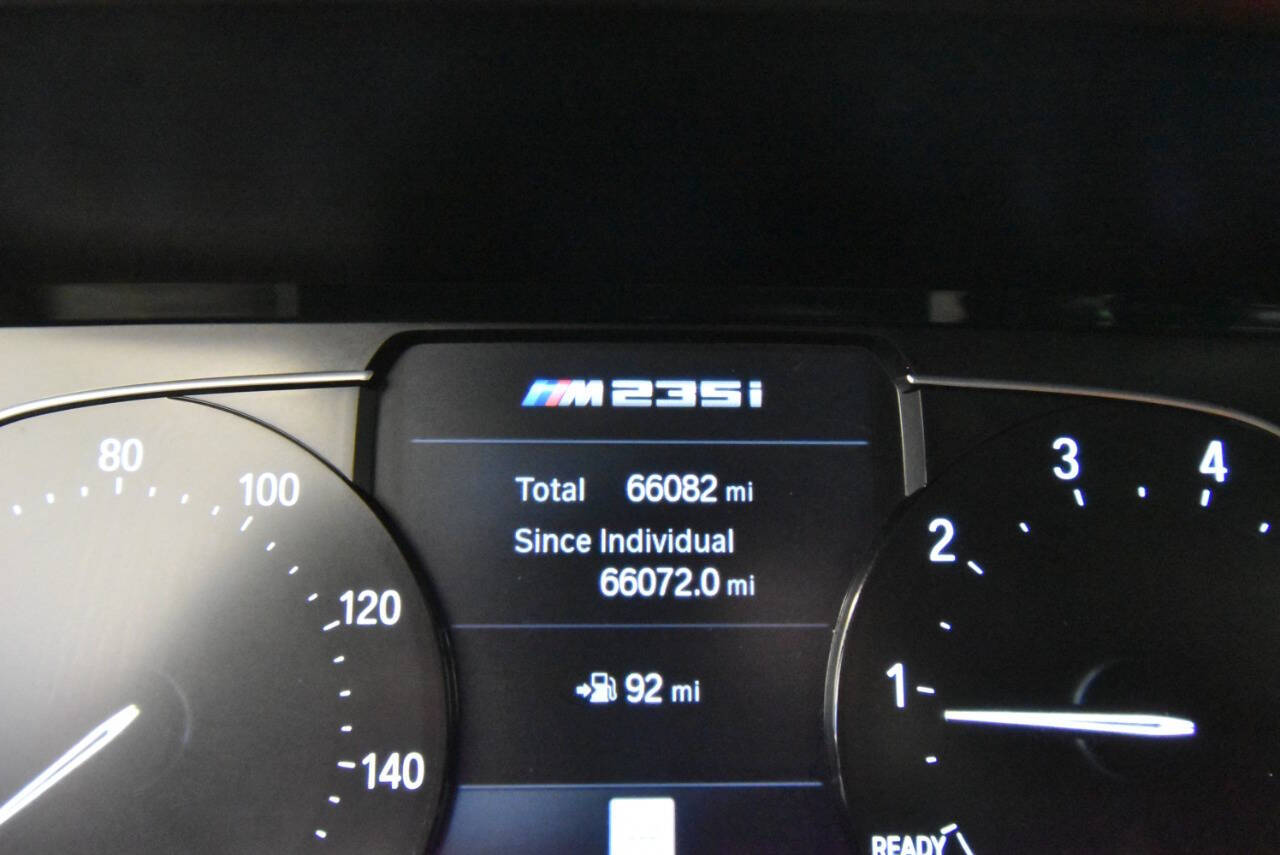 M235i
Total 66082 mi
Since Individual
66072.0 mi
92 mi
80
100
120
140
1
2
3
4
READY